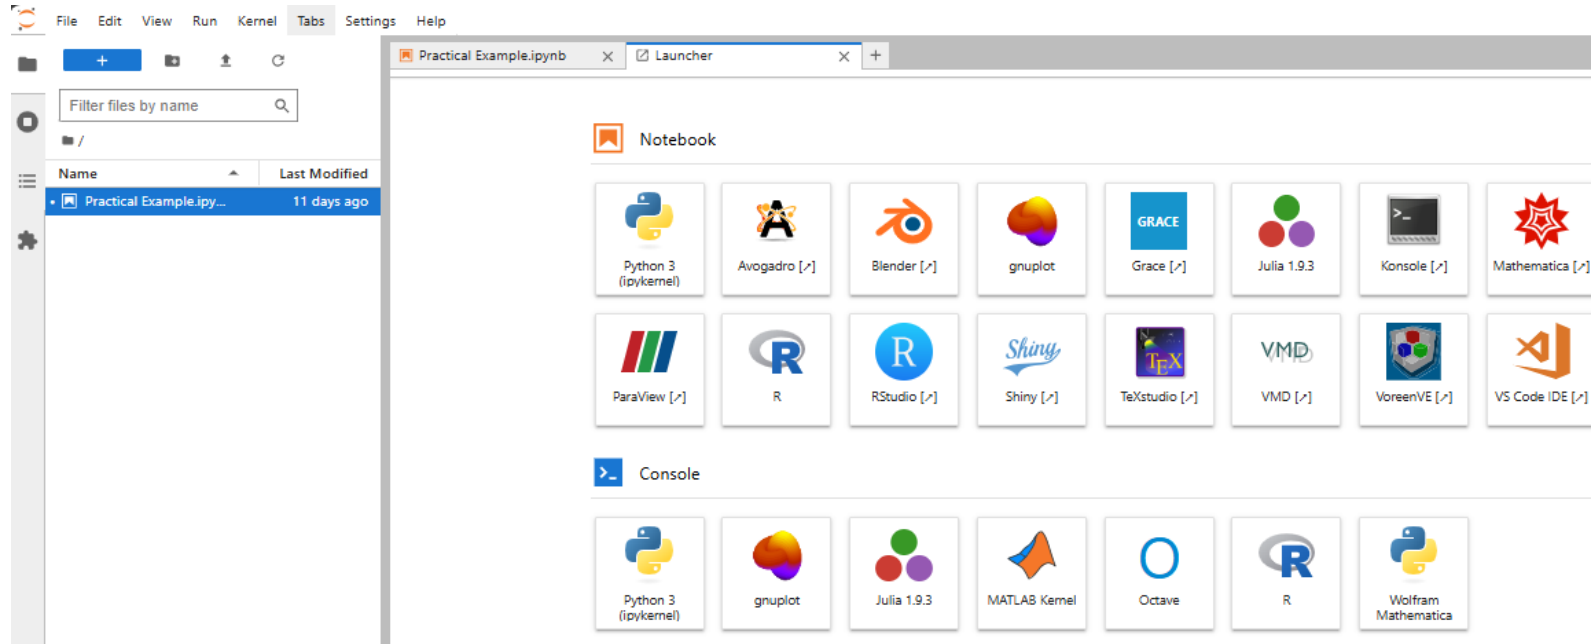 File Edit View Run Kernel Tabs Settings Help
Practical Example.ipynb
Launcher
Filter files by name
/
Name Last Modified
Practical Example.ipy... 11 days ago
Notebook
GRACE
Python 3
(ipykernel)
Avogadro [↗]
Blender [↗]
gnuplot
Grace [↗]
Julia 1.9.3
Konsole [↗]
Mathematica [↗]
R
R
Shiny
TEX
VMD
ParaView [↗]
R
RStudio [↗]
Shiny [↗]
TeXstudio [↗]
VMD [↗]
VoreenVE [↗]
VS Code IDE [↗]
Console
R
Python 3
(ipykernel)
gnuplot
Julia 1.9.3
MATLAB Kernel
Octave
R
Wolfram
Mathematica